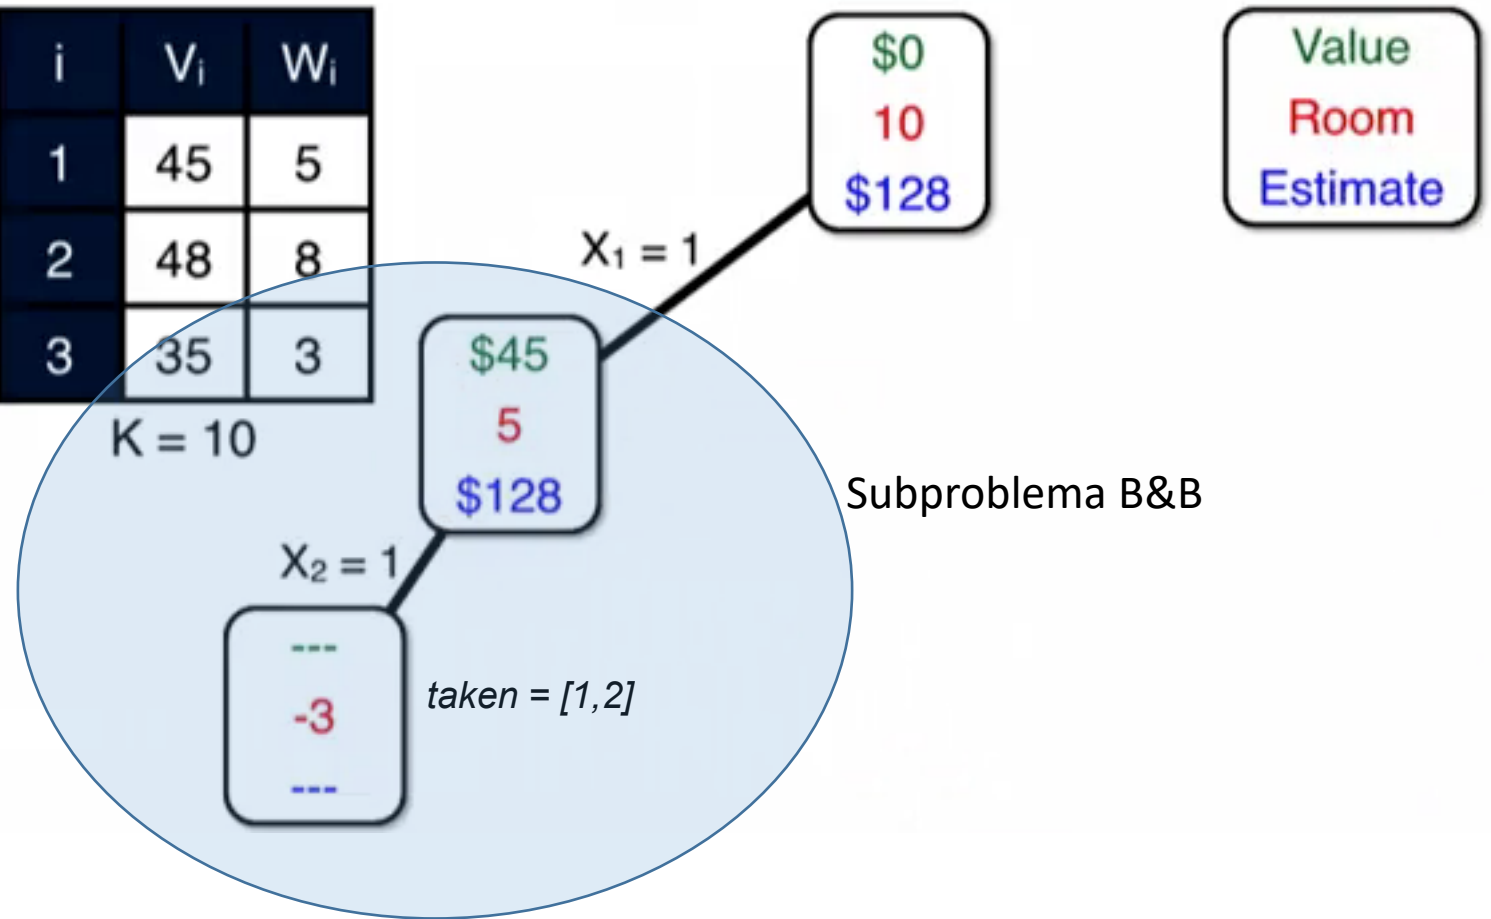 i Vᵢ Wᵢ
1 45 5
2 48 8
3 35 3
K = 10
$0
10
$128
Value
Room
Estimate
X₁ = 1
$45
5
$128
Subproblema B&B
X₂ = 1
---
-3
---
taken = [1,2]